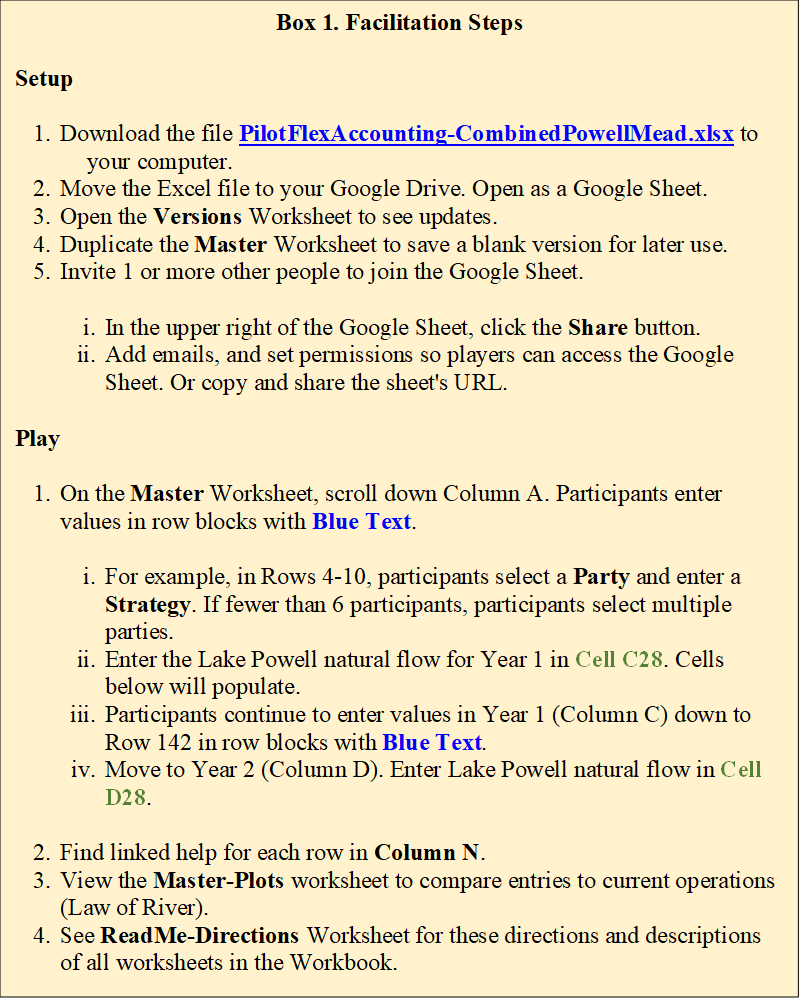 Box 1. Facilitation Steps
Setup
1. Download the file PilotFlexAccounting-CombinedPowellMead.xlsx to
your computer.
2. Move the Excel file to your Google Drive. Open as a Google Sheet.
3. Open the Versions Worksheet to see updates.
4. Duplicate the Master Worksheet to save a blank version for later use.
5. Invite 1 or more other people to join the Google Sheet.
i. In the upper right of the Google Sheet, click the Share button.
ii. Add emails, and set permissions so players can access the Google
Sheet. Or copy and share the sheet's URL.
Play
1. On the Master Worksheet, scroll down Column A. Participants enter
values in row blocks with Blue Text.
i. For example, in Rows 4-10, participants select a Party and enter a
Strategy. If fewer than 6 participants, participants select multiple
parties.
ii. Enter the Lake Powell natural flow for Year 1 in Cell C28. Cells
below will populate.
iii. Participants continue to enter values in Year 1 (Column C) down to
Row 142 in row blocks with Blue Text.
iv. Move to Year 2 (Column D). Enter Lake Powell natural flow in Cell
D28.
2. Find linked help for each row in Column N.
3. View the Master-Plots worksheet to compare entries to current operations
(Law of River).
4. See ReadMe-Directions Worksheet for these directions and descriptions
of all worksheets in the Workbook.